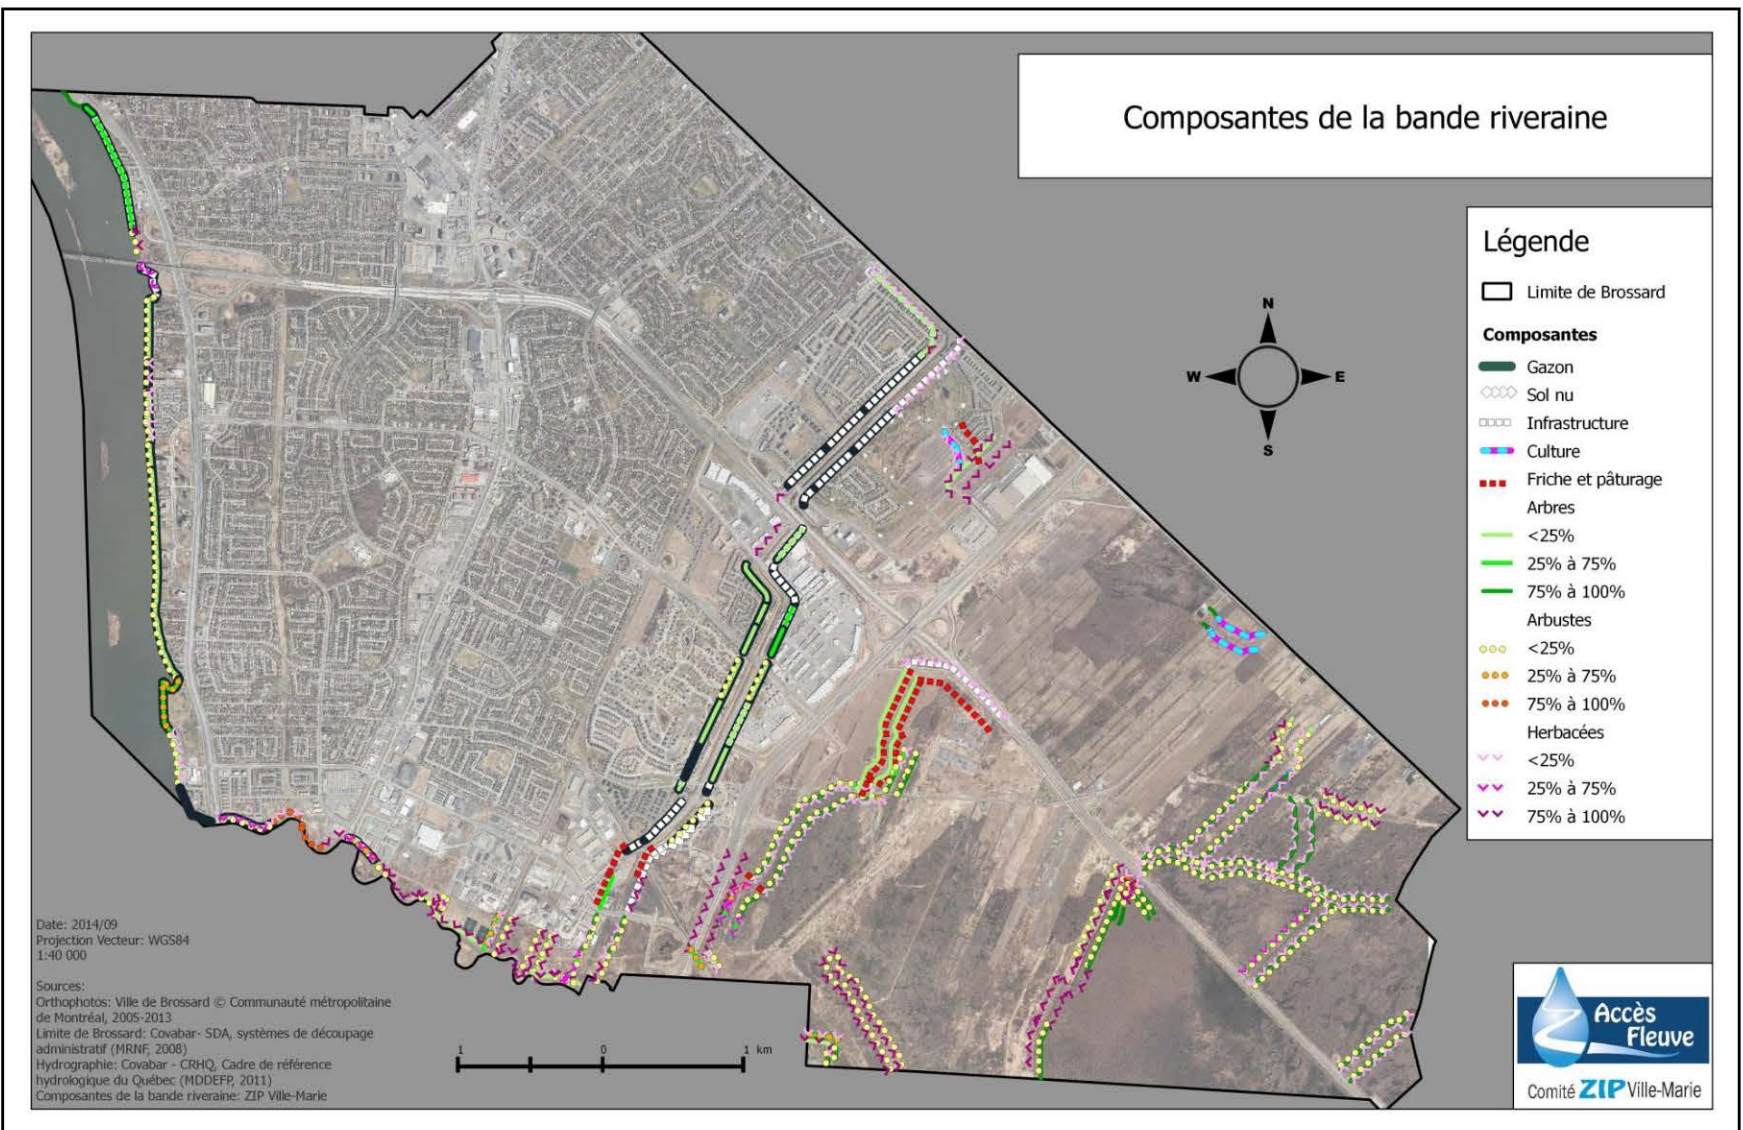 Composantes de la bande riveraine
Légende
Limite de Brossard
Composantes
Gazon
Sol nu
Infrastructure
Culture
Friche et pâturage
Arbres
<25%
25% à 75%
75% à 100%
Arbustes
<25%
25% à 75%
75% à 100%
Herbacées
<25%
25% à 75%
75% à 100%
N
W
E
S
Date: 2014/09
Projection Vecteur: WGS84
1:40 000
Sources:
Orthophotos: Ville de Brossard © Communauté métropolitaine
de Montréal, 2005-2013
Limite de Brossard: Covabar- SDA, systèmes de découpage
administratif (MRNF, 2008)
Hydrographie: Covabar - CRHQ, Cadre de référence
hydrologique du Québec (MDDEFP, 2011)
Composantes de la bande riveraine: ZIP Ville-Marie
1 0 1 km
Accès
Fleuve
Comité ZIP Ville-Marie